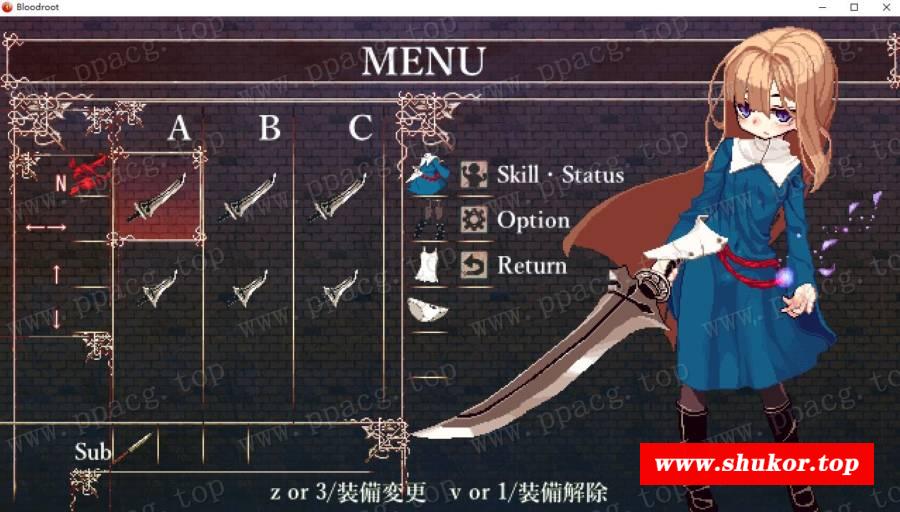 Bloodroot
MENU
A B C
N
Skill・Status
Option
Return
Sub
z or 3/装備変更 v or 1/装備解除
www.shukor.top
www.ppacg.top